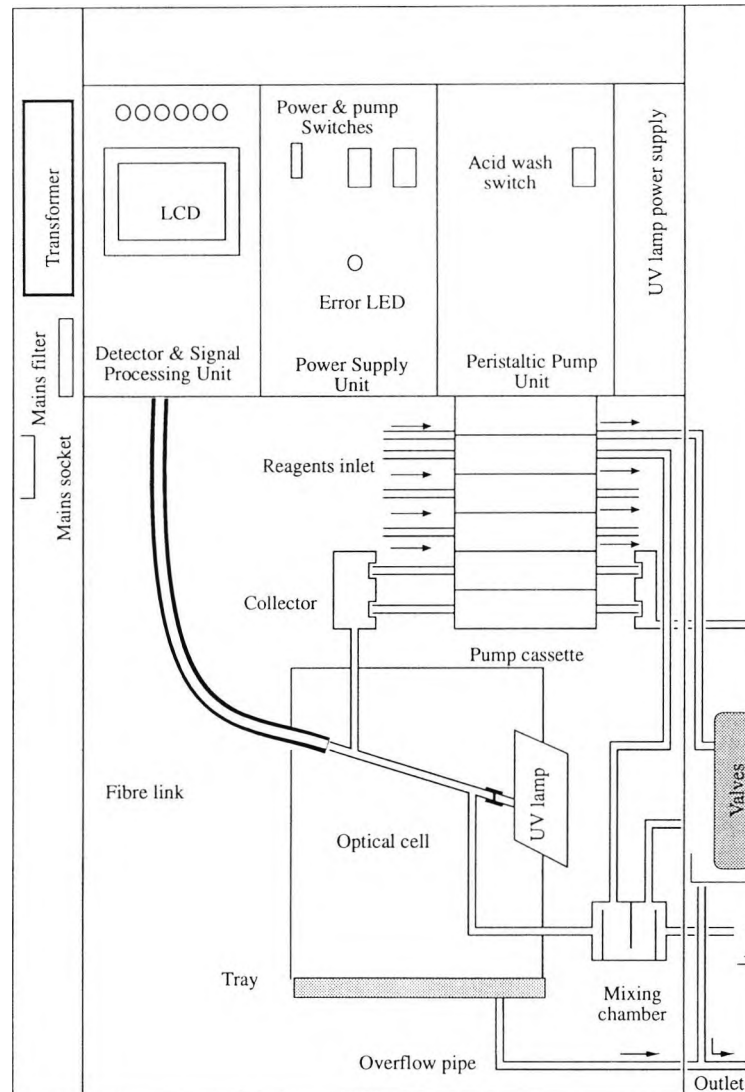 Transformer
Mains filter
Mains socket
LCD
Detector & Signal
Processing Unit
Power & pump
Switches
Error LED
Power Supply
Unit
Acid wash
switch
Peristaltic Pump
Unit
UV lamp power supply
Reagents inlet
Collector
Pump cassette
Fibre link
UV lamp
Optical cell
Valves
Tray
Mixing
chamber
Overflow pipe
Outlet